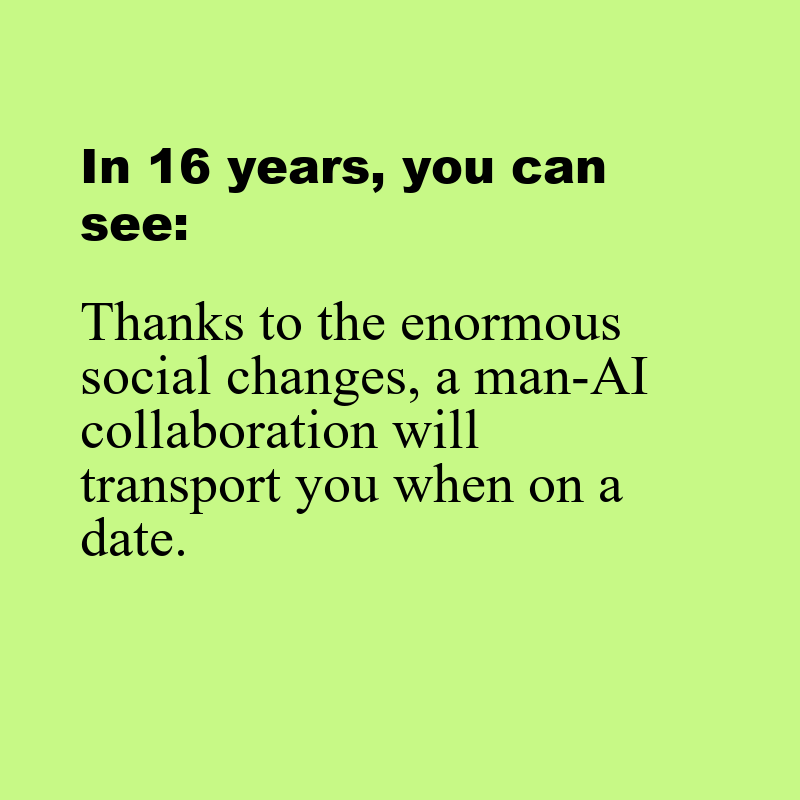 In 16 years, you can
see:
Thanks to the enormous
social changes, a man-AI
collaboration will
transport you when on a
date.